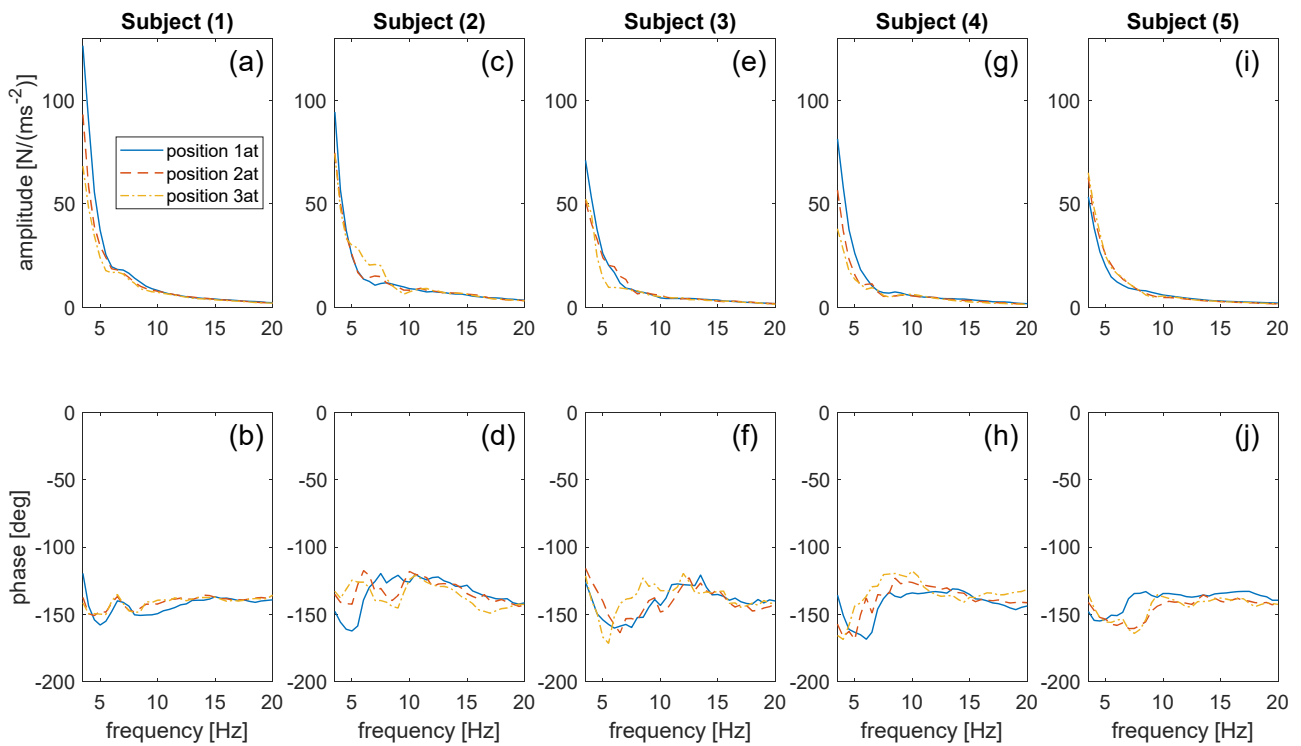 Subject (1) Subject (2) Subject (3) Subject (4) Subject (5)
(a) (c) (e) (g) (i)
amplitude [N/(ms⁻²)]
100 100 100 100 100
position 1at
position 2at
position 3at
50 50 50 50 50
0 0 0 0 0
5 10 15 20 5 10 15 20 5 10 15 20 5 10 15 20 5 10 15 20
0 0 0 0 0
(b) (d) (f) (h) (j)
phase [deg]
-50 -50 -50 -50 -50
-100 -100 -100 -100 -100
-150 -150 -150 -150 -150
-200 -200 -200 -200 -200
5 10 15 20 5 10 15 20 5 10 15 20 5 10 15 20 5 10 15 20
frequency [Hz] frequency [Hz] frequency [Hz] frequency [Hz] frequency [Hz]